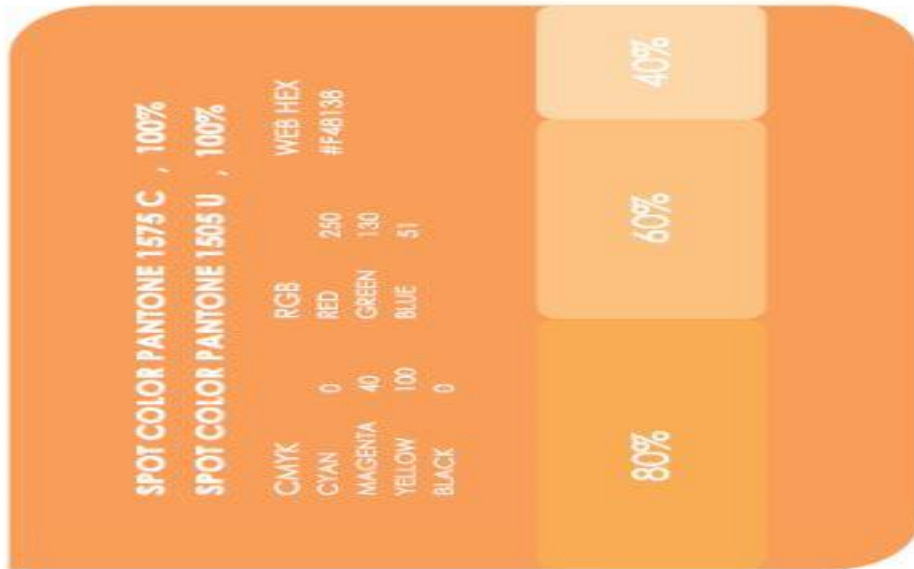 SPOT COLOR PANTONE 1575 C , 100%
SPOT COLOR PANTONE 1505 U , 100%
CMYK RGB WEB HEX
CYAN 0 RED 250 #F48138
MAGENTA 40 GREEN 130
YELLOW 100 BLUE 51
BLACK 0
80% 60% 40%